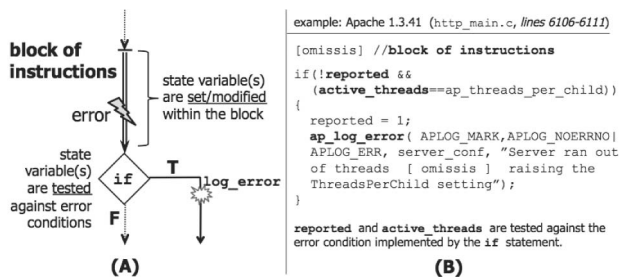 block of
instructions
error
state variable(s)
are set/modified
within the block
state
variable(s)
are tested
against error
conditions
if
T
F
log_error
(A)
example: Apache 1.3.41 (http_main.c, lines 6106-6111)
[omissis] //block of instructions
if(!reported &&
(active_threads==ap_threads_per_child))
{
reported = 1;
ap_log_error( APLOG_MARK,APLOG_NOERRNO|
APLOG_ERR, server_conf, ”Server ran out
of threads [ omissis ] raising the
ThreadsPerChild setting”);
}
reported and active_threads are tested against the
error condition implemented by the if statement.
(B)